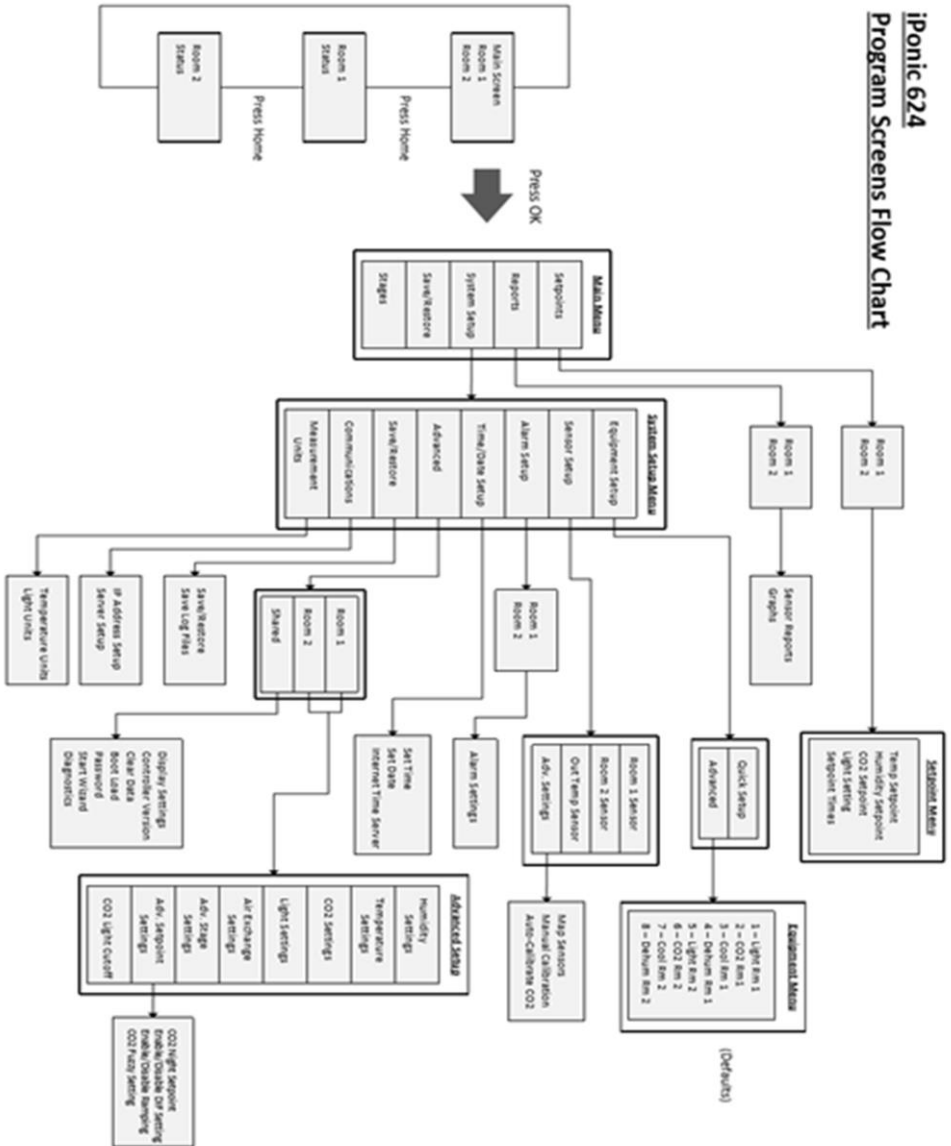 iPonic 624
Program Screens Flow Chart
Main Screen
Room 1
Room 2
Press Home
Room 1
Status
Press Home
Room 2
Status
Press OK
Main Menu
Setpoints
Reports
System Setup
Save/Restore
Stages
Room 1
Room 2
Setpoint Menu
Temp Setpoint
Humidity Setpoint
CO2 Setpoint
Light Setting
Setpoint Times
Room 1
Room 2
Sensor Reports
Graphs
System Setup Menu
Equipment Setup
Sensor Setup
Alarm Setup
Time/Date Setup
Advanced
Save/Restore
Communications
Measurement
Units
Quick Setup
Advanced
Equipment Menu
1 – Light Rm 1
2 – CO2 Rm1
3 – Cool Rm 1
4 – Dehum Rm 1
5 – Light Rm 2
6 – CO2 Rm 2
7 – Cool Rm 2
8 – Dehum Rm 2
(Defaults)
Room 1 Sensor
Room 2 Sensor
Out Temp Sensor
Adv. Settings
Map Sensors
Manual Calibration
Auto-Calibrate CO2
Room 1
Room 2
Alarm Settings
Set Time
Set Date
Internet Time Server
Room 1
Room 2
Shared
Display Settings
Controller Version
Clear Data
Boot Load
Password
Start Wizard
Diagnostics
Advanced Setup
Humidity
Settings
Temperature
Settings
CO2 Settings
Light Settings
Air Exchange
Settings
Adv. Stage
Settings
Adv. Setpoint
Settings
CO2 Light Cutoff
CO2 Night Setpoint
Enable/Disable DIF Setting
Enable/Disable Ramping
CO2 Fuzzy Setting
Save/Restore
Save Log Files
IP Address Setup
Server Setup
Temperature Units
Light Units